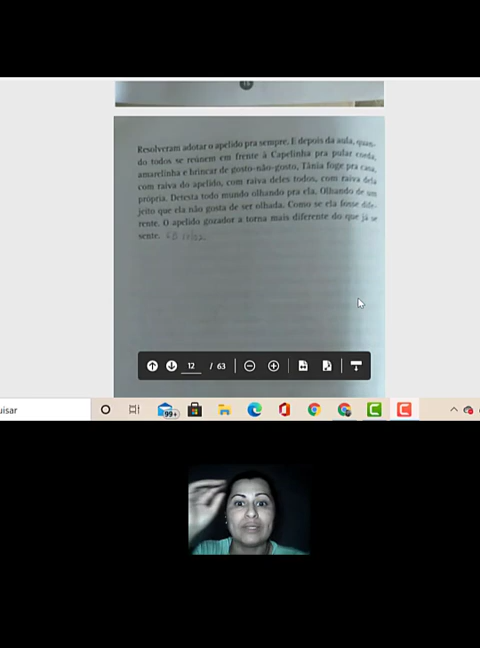 Resolveram adotar o apelido pra sempre. E depois da aula, quan-
do todos se reúnem em frente à Capelinha pra pular corda,
amarelinha e brincar de gosto-não-gosto, Tânia foge pra casa,
com raiva do apelido, com raiva deles todos, com raiva dela
própria. Detesta todo mundo olhando pra ela. Olhando de um
jeito que ela não gosta de ser olhada. Como se ela fosse dife-
rente. O apelido gozador a torna mais diferente do que já se
sente.
12 / 63
uisar
99+